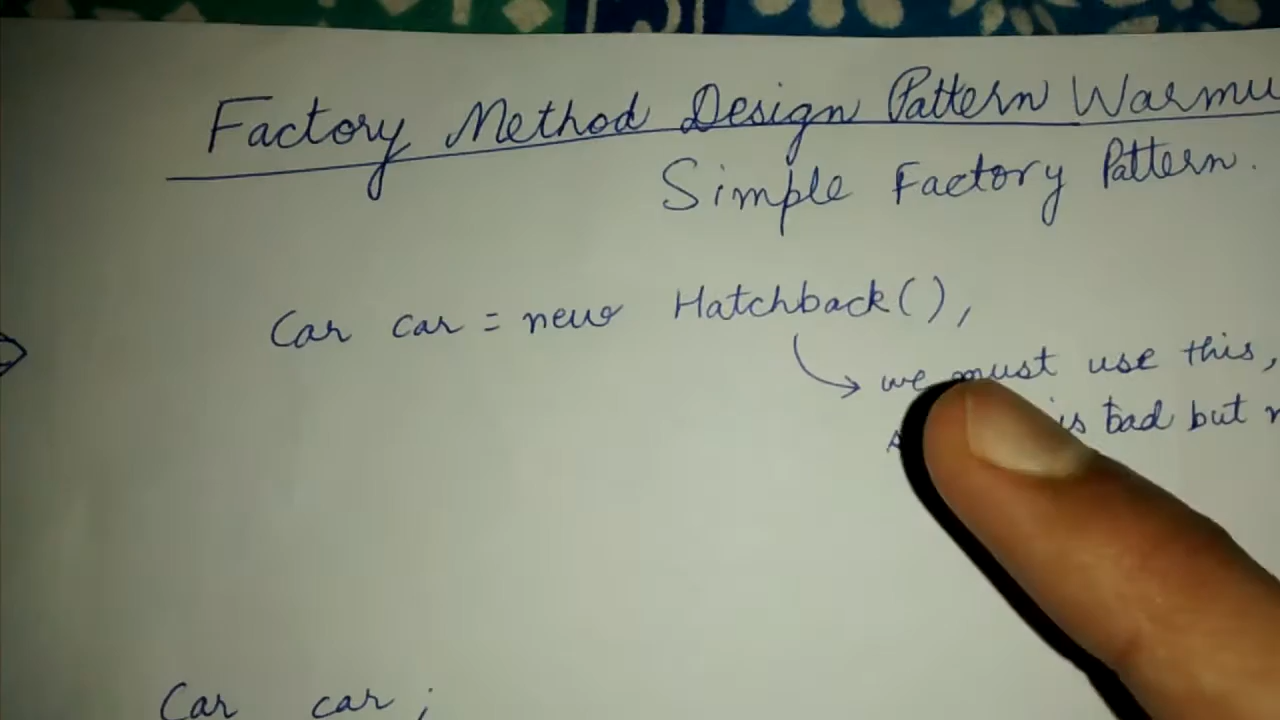 Factory Method Design Pattern Warmu
Simple Factory Pattern.
Car car = new Hatchback(),
we must use this,
is bad but
Car car ;